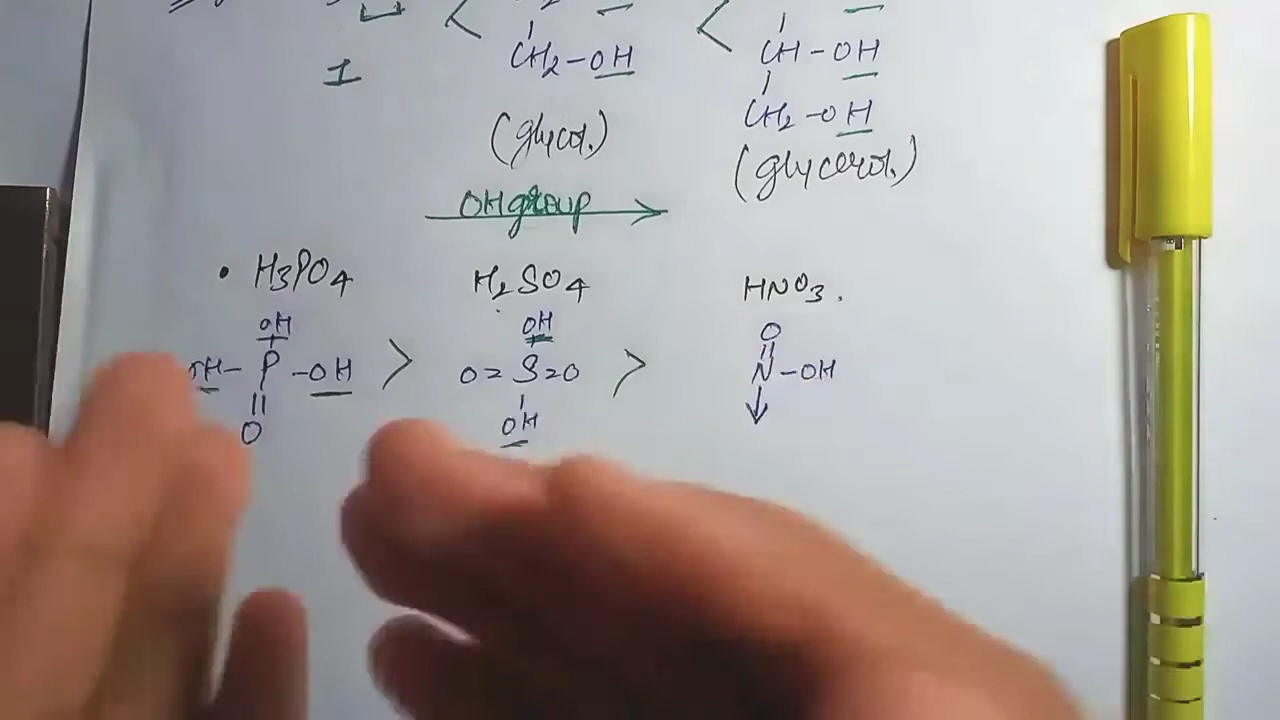 < <
CH2-OH CH-OH
1
CH2-OH
(glycol.) (glycerol.)
OH group
• H3PO4 H2SO4 HNO3.
OH OH O
OH-P-OH > O=S=O > N-OH
O OH